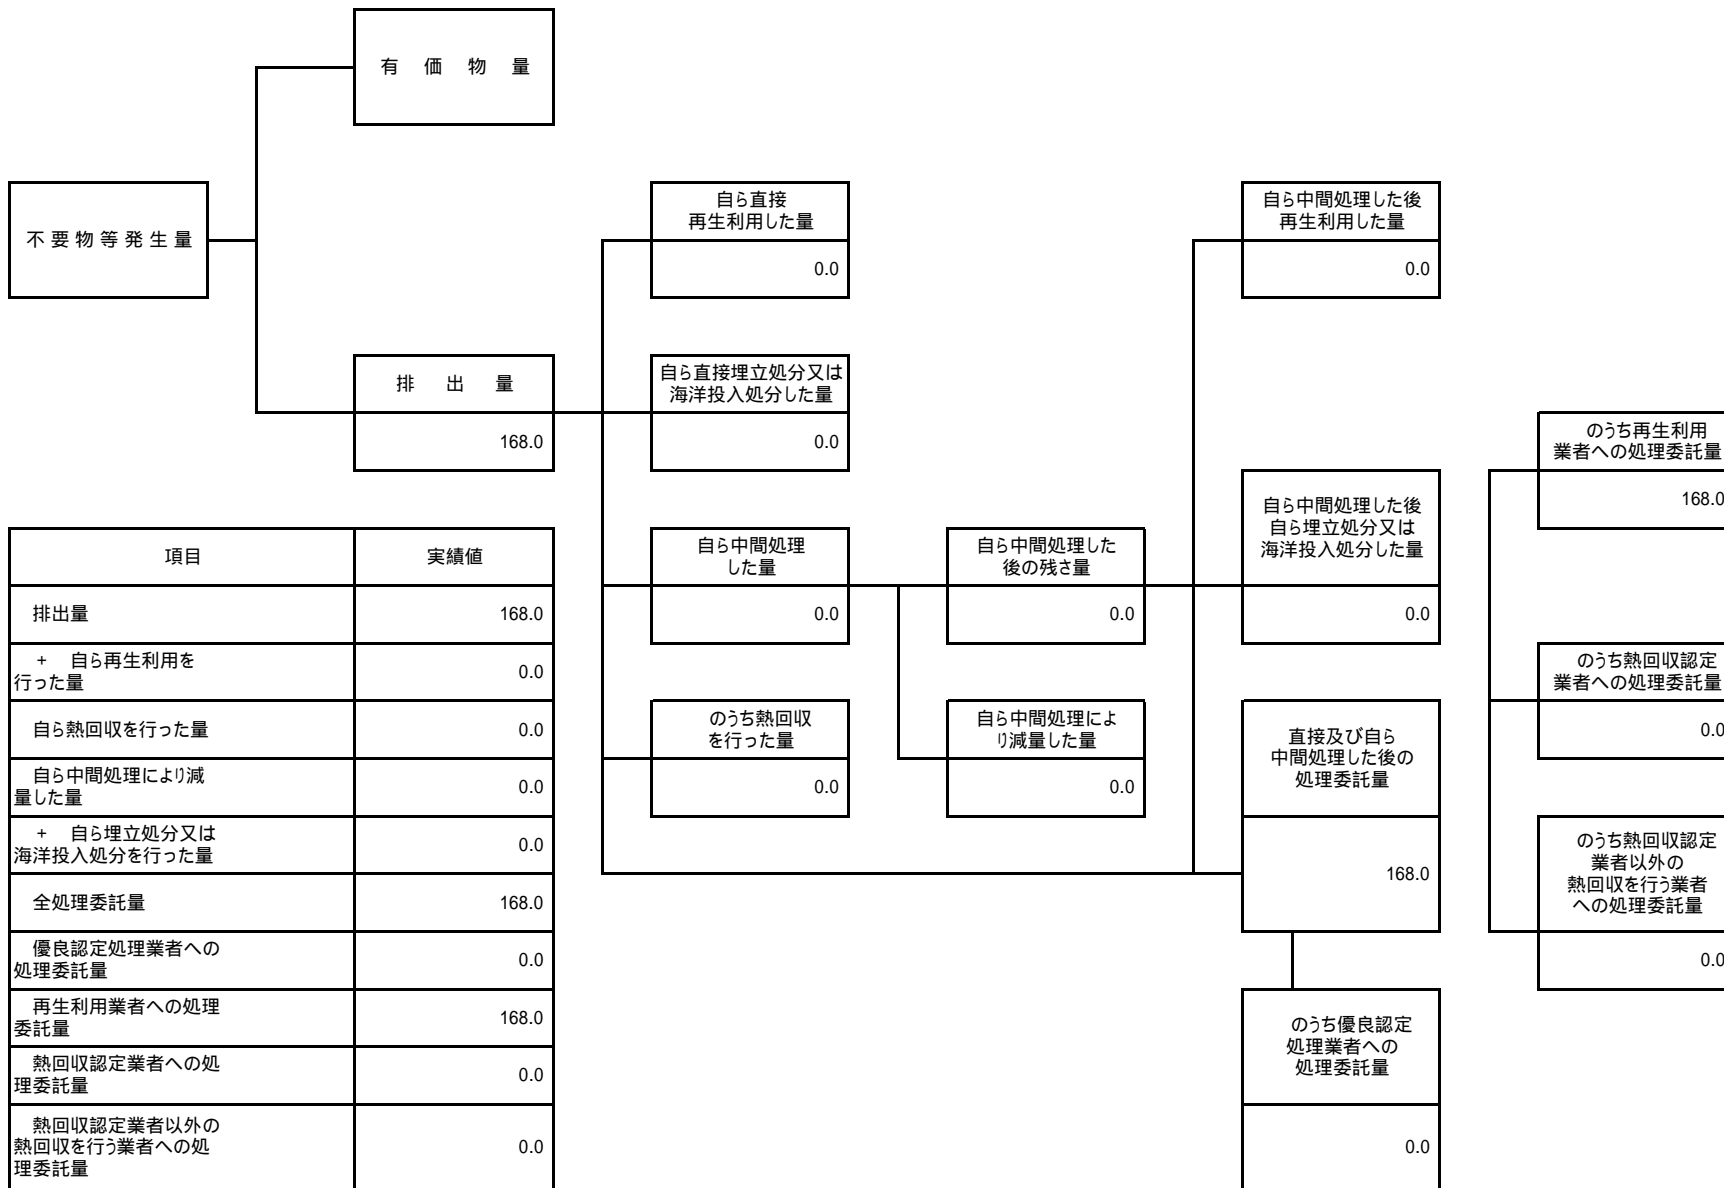 有 価 物 量
不 要 物 等 発 生 量
自ら直接
再生利用した量
0.0
自ら中間処理した後
再生利用した量
0.0
排 出 量
168.0
自ら直接埋立処分又は
海洋投入処分した量
0.0
のうち再生利用
業者への処理委託量
168.0
自ら中間処理
した量
0.0
自ら中間処理した
後の残さ量
0.0
自ら中間処理した後
自ら埋立処分又は
海洋投入処分した量
0.0
のうち熱回収認定
業者への処理委託量
0.0
のうち熱回収
を行った量
0.0
自ら中間処理によ
り減量した量
0.0
直接及び自ら
中間処理した後の
処理委託量
168.0
のうち熱回収認定
業者以外の
熱回収を行う業者
への処理委託量
0.0
のうち優良認定
処理業者への
処理委託量
0.0
項目 実績値
排出量 168.0
+ 自ら再生利用を
行った量 0.0
自ら熱回収を行った量 0.0
自ら中間処理により減
量した量 0.0
+ 自ら埋立処分又は
海洋投入処分を行った量 0.0
全処理委託量 168.0
優良認定処理業者への
処理委託量 0.0
再生利用業者への処理
委託量 168.0
熱回収認定業者への処
理委託量 0.0
熱回収認定業者以外の
熱回収を行う業者への処
理委託量 0.0